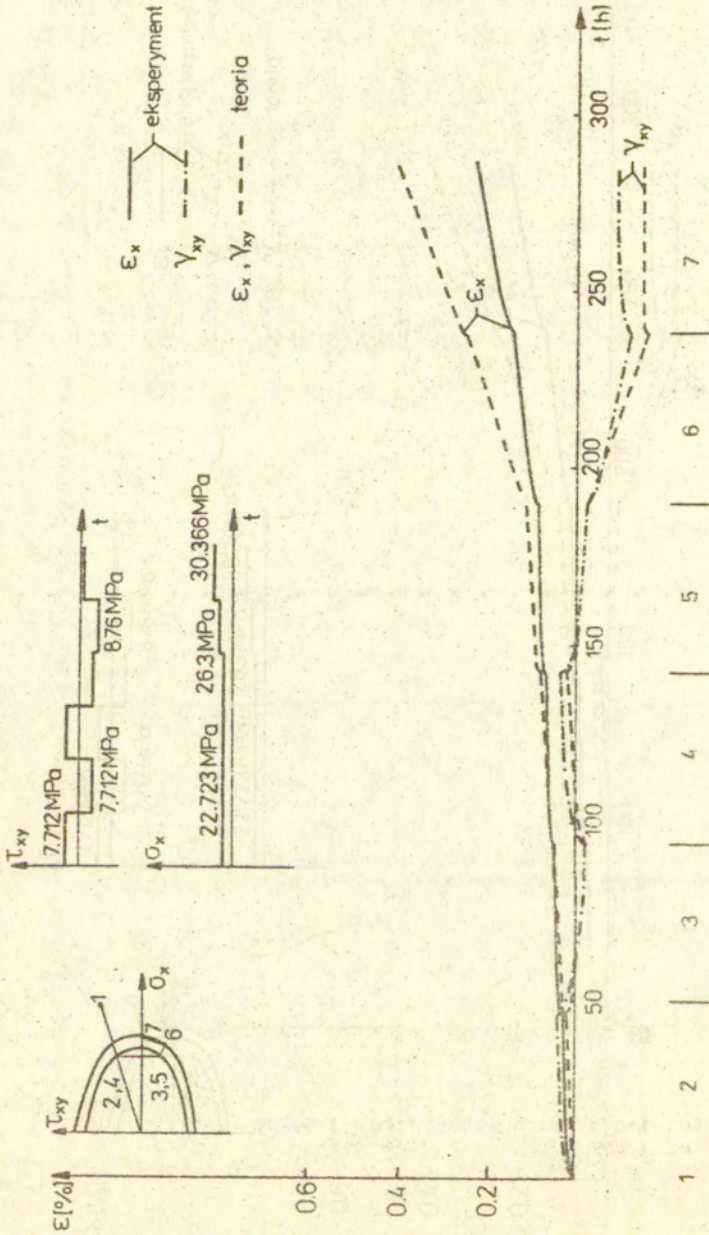 τxy
7.712MPa
7,712MPa
8.76MPa
t
σx
22.723MPa
26.3MPa
30.366MPa
t
τxy
1
σx
2,4
3,5
7
6
εx
eksperyment
γxy
εx, γxy
teoria
ε[%]
0.6
0.4
0.2
εx
γxy
50
100
150
200
250
300
t[h]
1
2
3
4
5
6
7